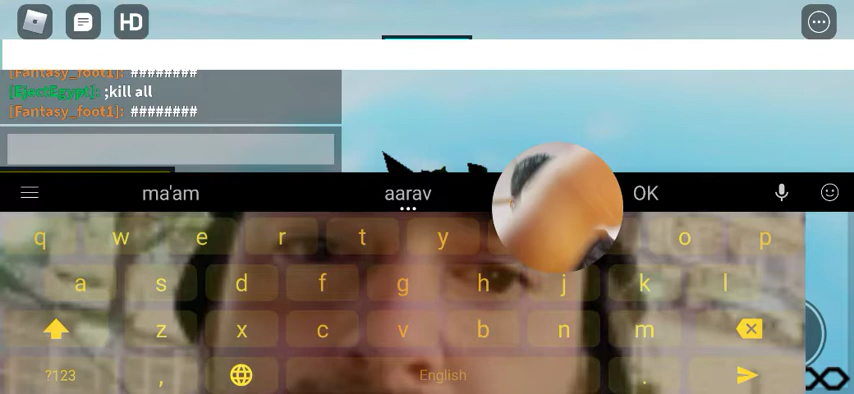 HD
[Fantasy_foot1]: ########
[EjectEgypt]: ;kill all
[Fantasy_foot1]: ########
ma'am aarav OK
q w e r t y o p
a s d f g h j k l
z x c v b n m
?123 , English .